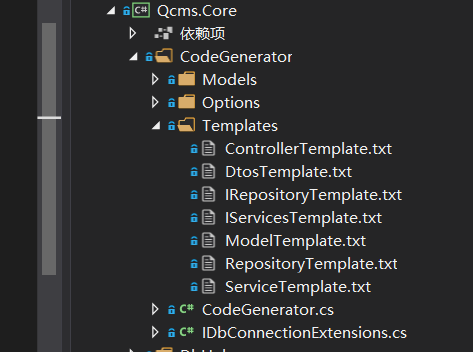 C# Qcms.Core
依赖项
CodeGenerator
Models
Options
Templates
ControllerTemplate.txt
DtosTemplate.txt
IRepositoryTemplate.txt
IServicesTemplate.txt
ModelTemplate.txt
RepositoryTemplate.txt
ServiceTemplate.txt
C# CodeGenerator.cs
C# IDbConnectionExtensions.cs